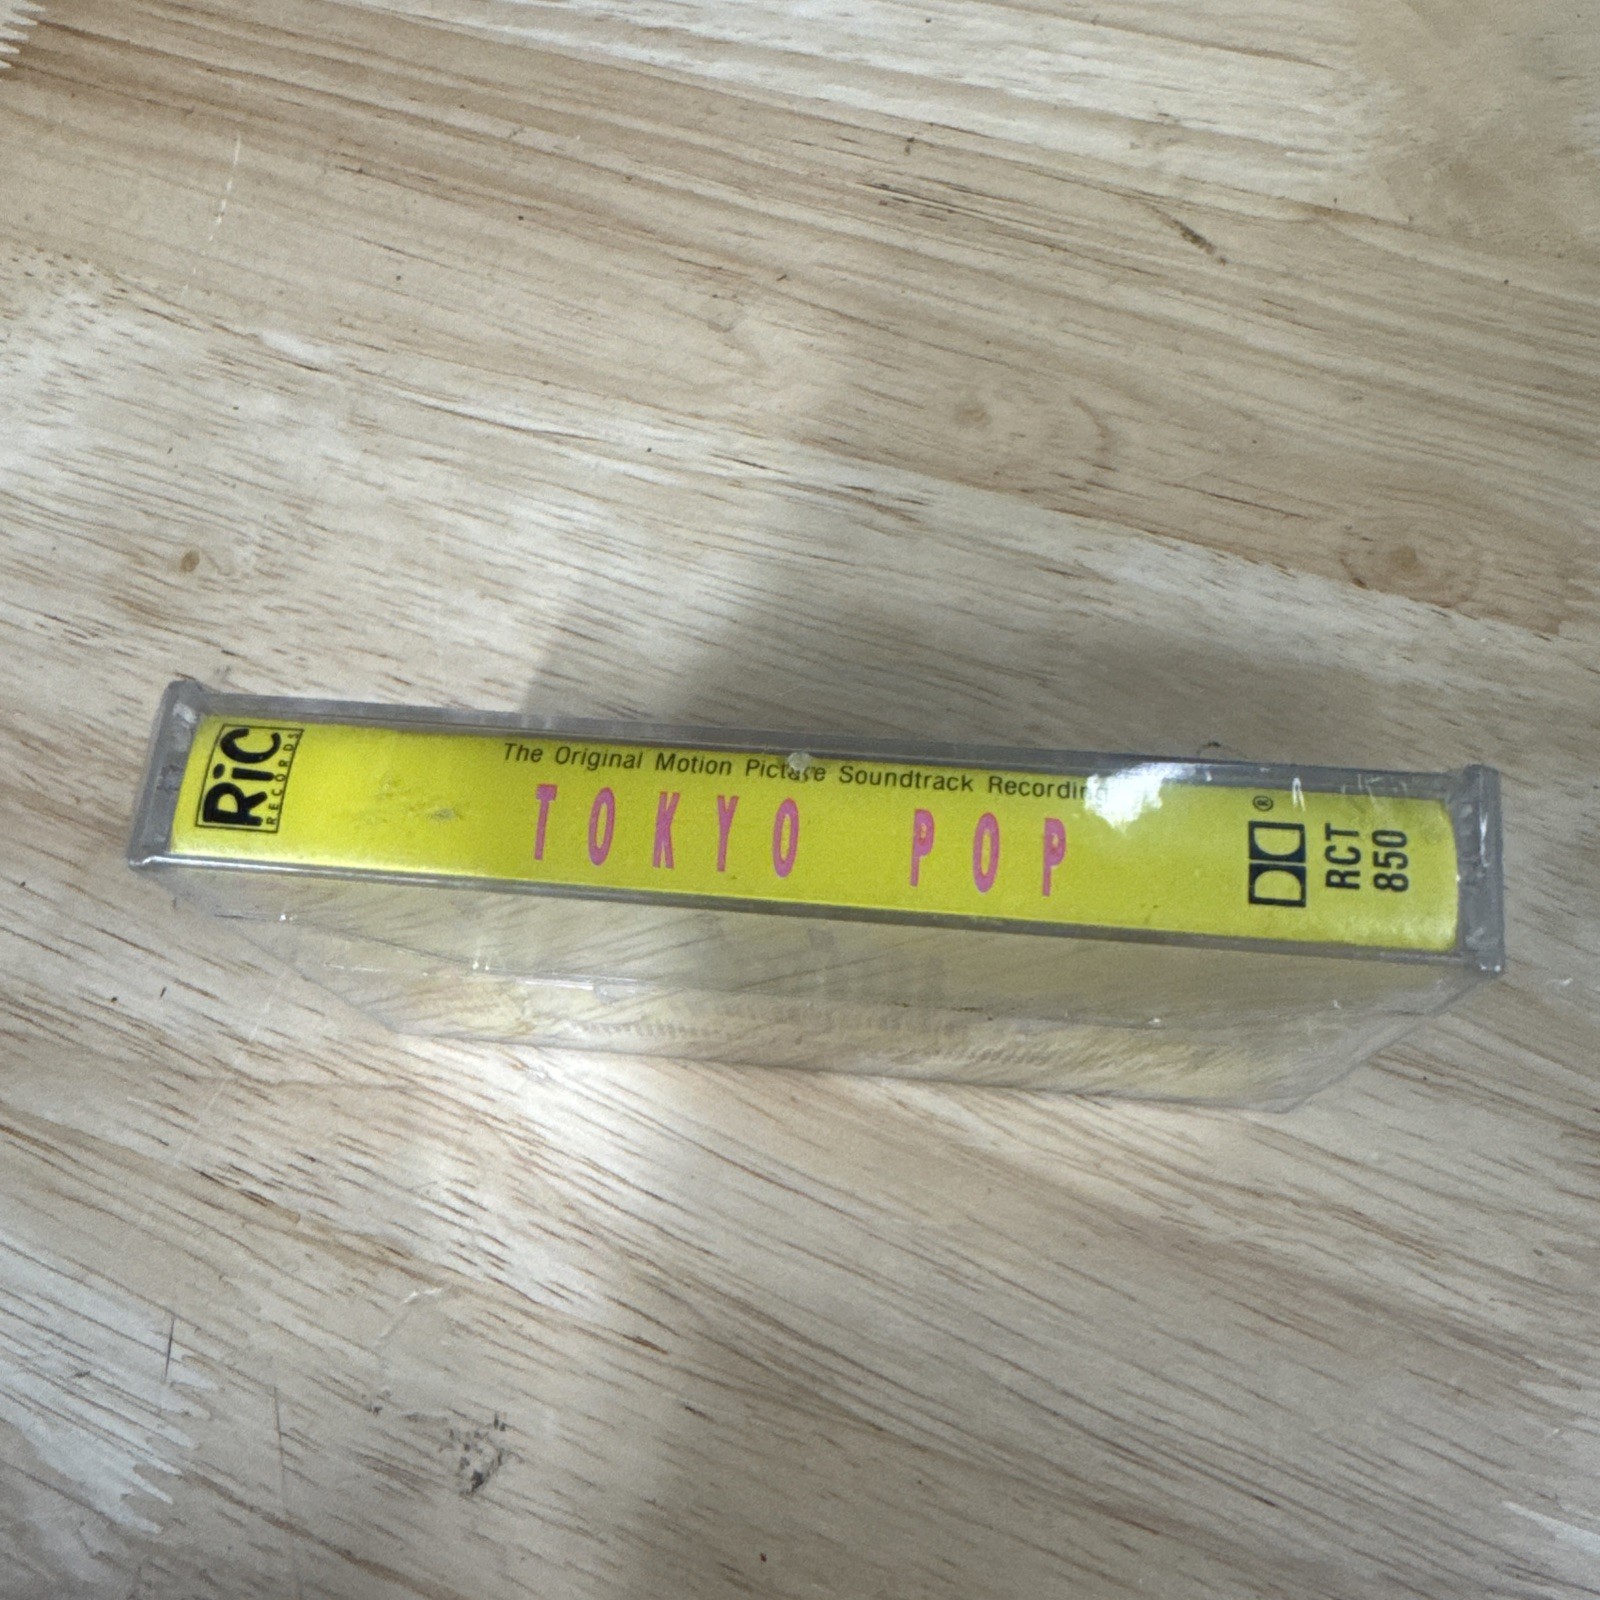 RiC
RECORDS
The Original Motion Picture Soundtrack Recording
TOKYO POP
®
RCT
850